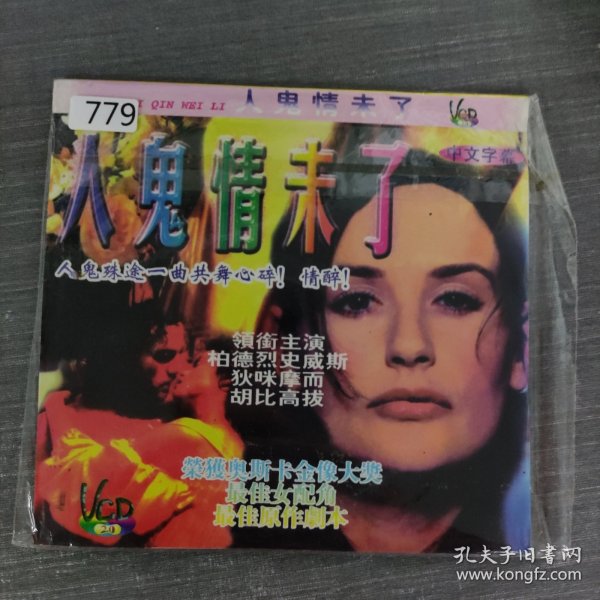 779
QIN WEI LI
人鬼情未了
VCD
中文字幕
人鬼情未了
人鬼殊途一曲共舞心碎! 情醉!
領銜主演
柏德烈史威斯
狄咪摩而
胡比高拔
榮獲奥斯卡金像大獎
最佳女配角
最佳原作劇本
VCD
2.0
孔夫子旧書网
www.kongfz.com